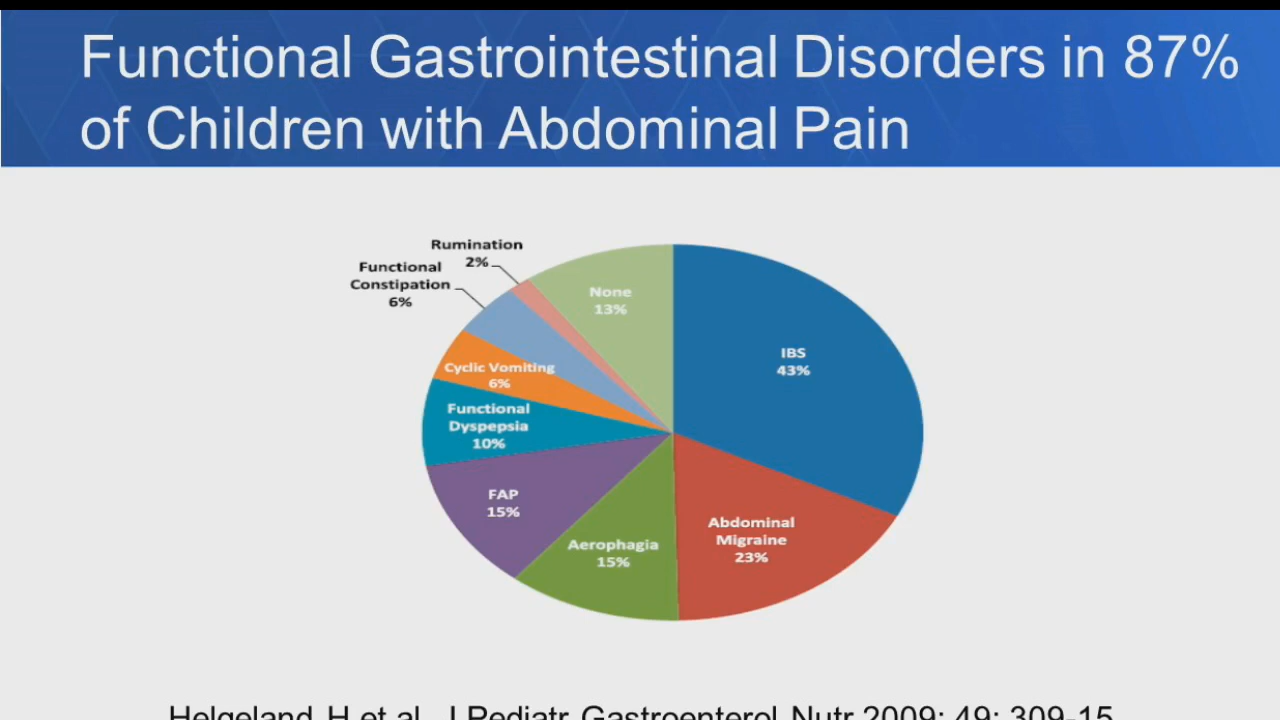 Functional Gastrointestinal Disorders in 87%
of Children with Abdominal Pain
Rumination
2%
Functional
Constipation
6%
None
13%
IBS
43%
Cyclic Vomiting
6%
Functional
Dyspepsia
10%
FAP
15%
Abdominal
Migraine
23%
Aerophagia
15%
Helgeland H et al. J Pediatr Gastroenterol Nutr 2009; 49: 309-15